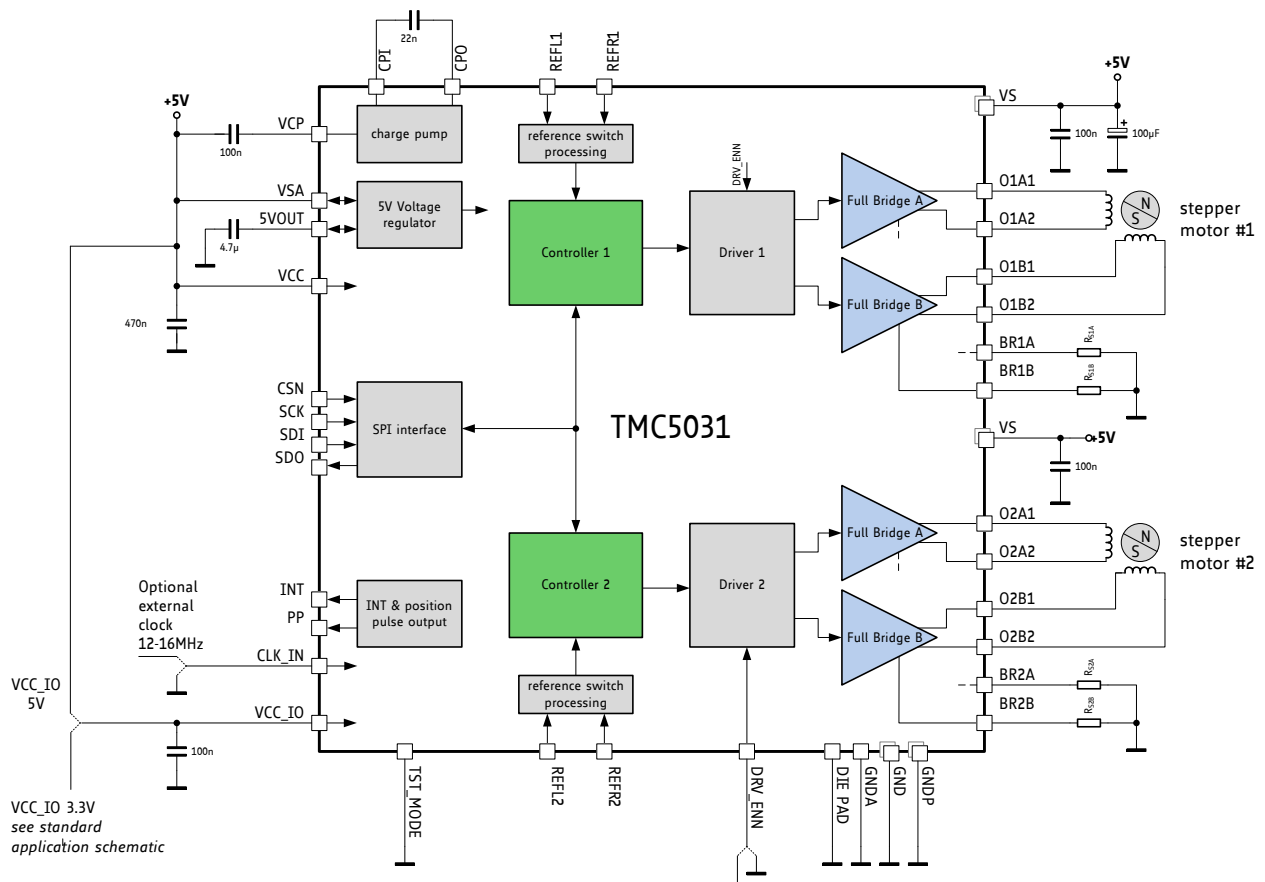 22n
CPI
CPO
REFL1
REFR1
+5V
VCP
100n
charge pump
reference switch
processing
VSA
5VOUT
4.7µ
5V Voltage
regulator
VCC
470n
Controller 1
DRV_ENN
Driver 1
Full Bridge A
Full Bridge B
+5V
VS
100n
+
100µF
O1A1
O1A2
N
S
stepper
motor #1
O1B1
O1B2
BR1A
RS1A
BR1B
RS1B
CSN
SCK
SDI
SDO
SPI interface
TMC5031
VS
+5V
100n
Controller 2
Driver 2
Full Bridge A
Full Bridge B
O2A1
O2A2
N
S
stepper
motor #2
O2B1
O2B2
BR2A
RS2A
BR2B
RS2B
INT
PP
INT & position
pulse output
Optional
external
clock
12-16MHz
CLK_IN
reference switch
processing
VCC_IO
5V
VCC_IO
100n
VCC_IO 3.3V
see standard
application schematic
TST_MODE
REFL2
REFR2
DRV_ENN
DIE PAD
GNDA
GND
GNDP